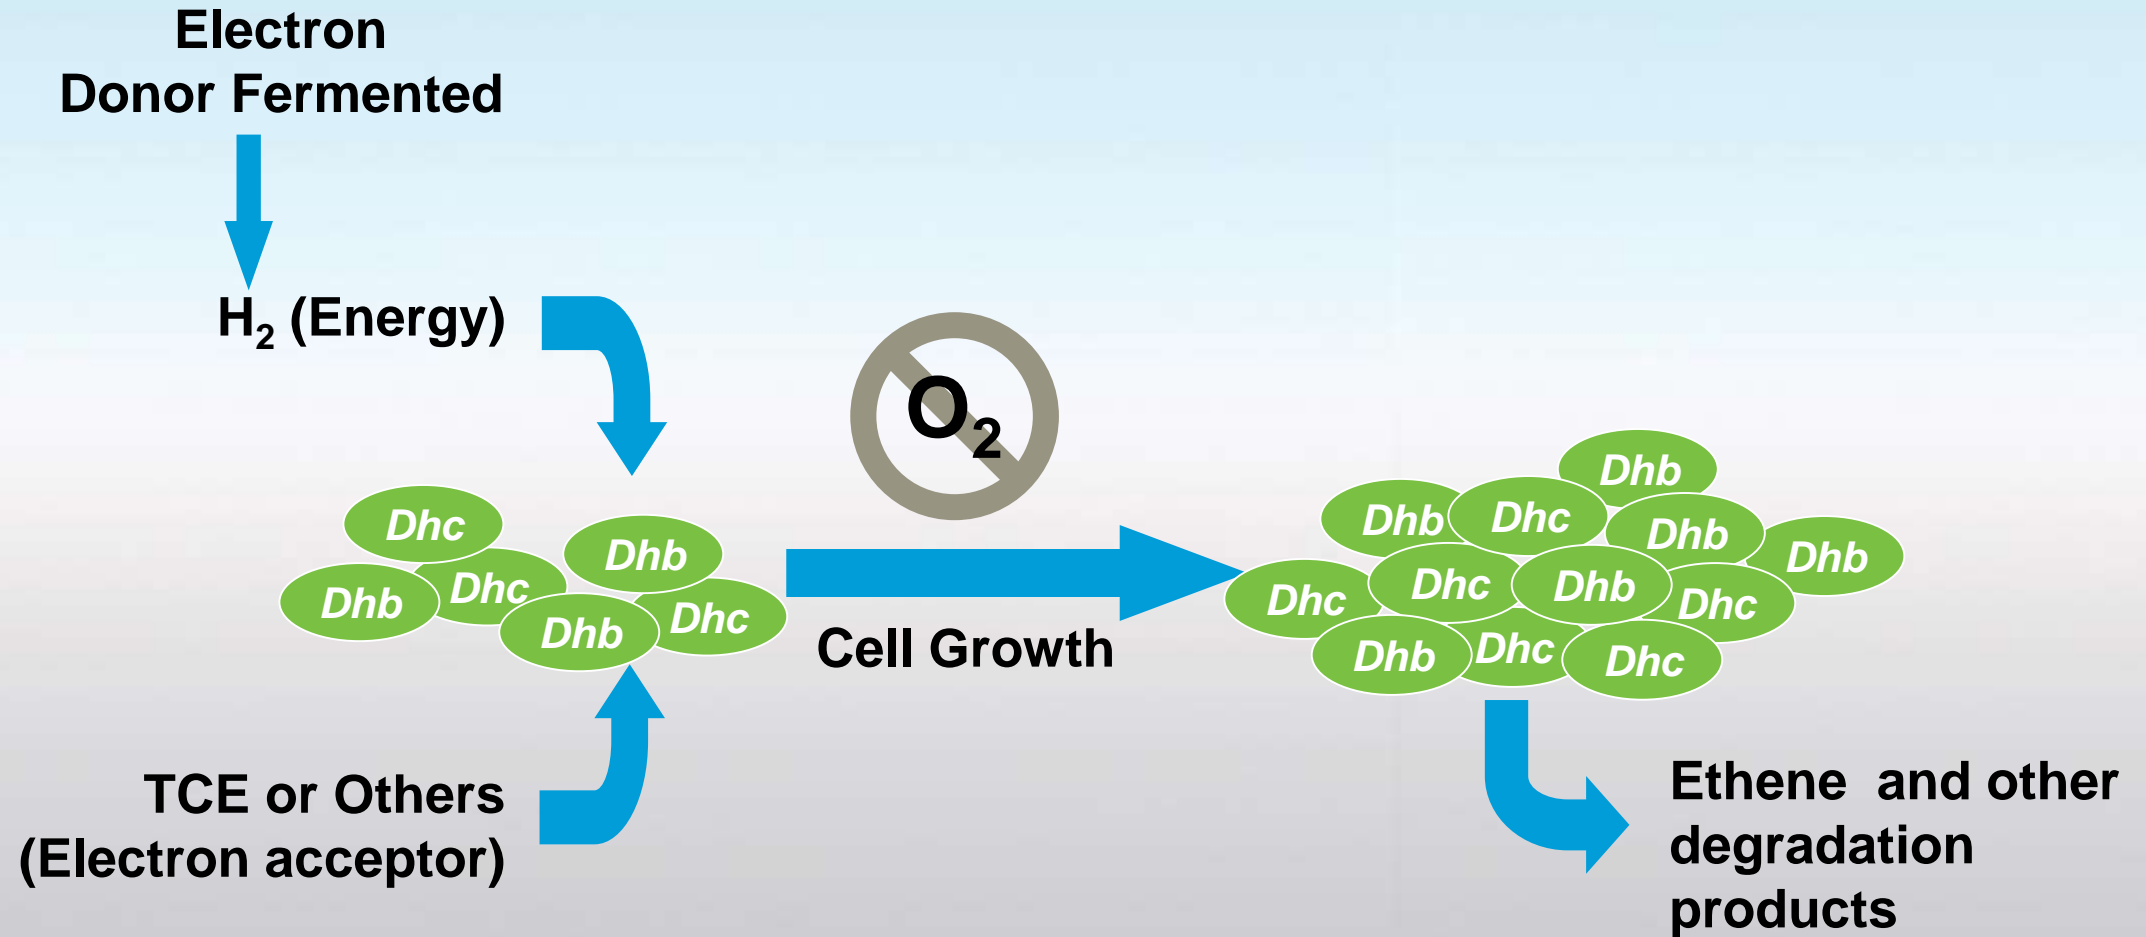 Electron
Donor Fermented
H₂ (Energy)
O₂
Dhc
Dhb
Dhb
Dhc
Dhb
Dhc
Cell Growth
TCE or Others
(Electron acceptor)
Dhb
Dhb
Dhc
Dhb
Dhb
Dhc
Dhc
Dhb
Dhc
Dhb
Dhc
Dhc
Ethene and other
degradation
products